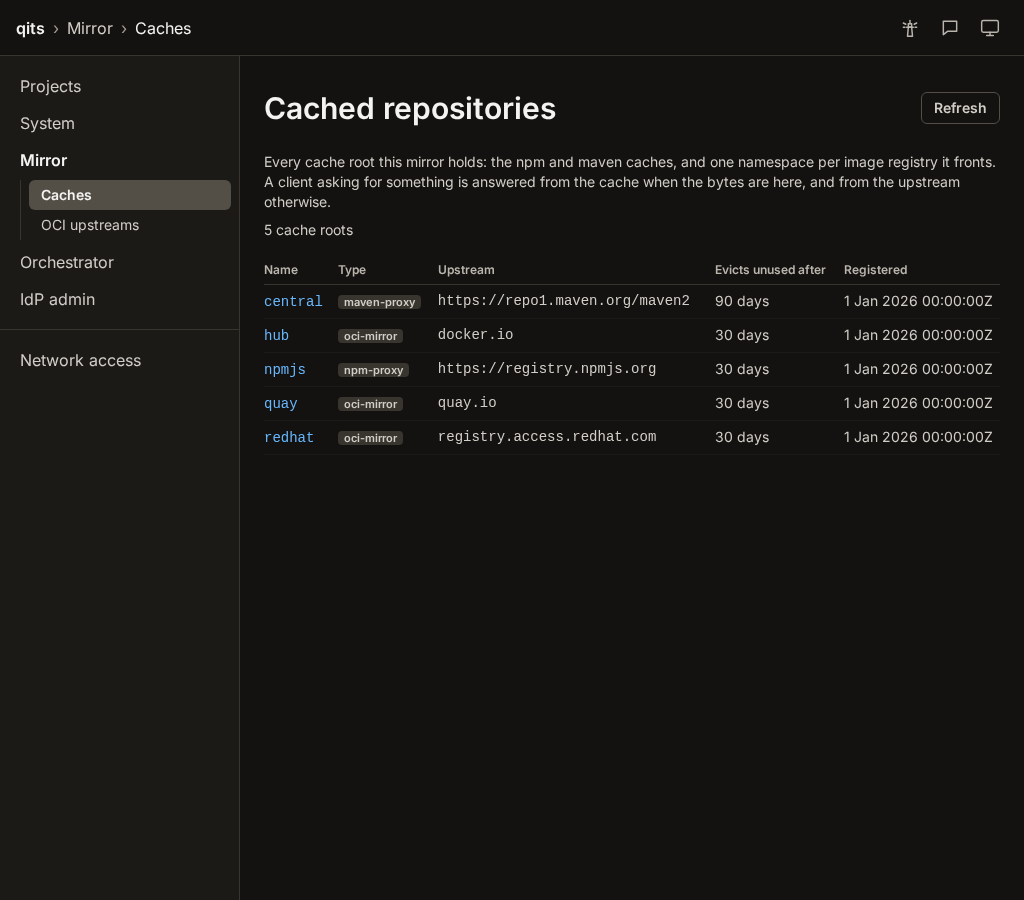 qits › Mirror › Caches
Projects
System
Mirror
Caches
OCI upstreams
Orchestrator
IdP admin
Network access
Cached repositories
Refresh
Every cache root this mirror holds: the npm and maven caches, and one namespace per image registry it fronts.
A client asking for something is answered from the cache when the bytes are here, and from the upstream
otherwise.
5 cache roots
Name Type Upstream Evicts unused after Registered
central maven-proxy https://repo1.maven.org/maven2 90 days 1 Jan 2026 00:00:00Z
hub oci-mirror docker.io 30 days 1 Jan 2026 00:00:00Z
npmjs npm-proxy https://registry.npmjs.org 30 days 1 Jan 2026 00:00:00Z
quay oci-mirror quay.io 30 days 1 Jan 2026 00:00:00Z
redhat oci-mirror registry.access.redhat.com 30 days 1 Jan 2026 00:00:00Z